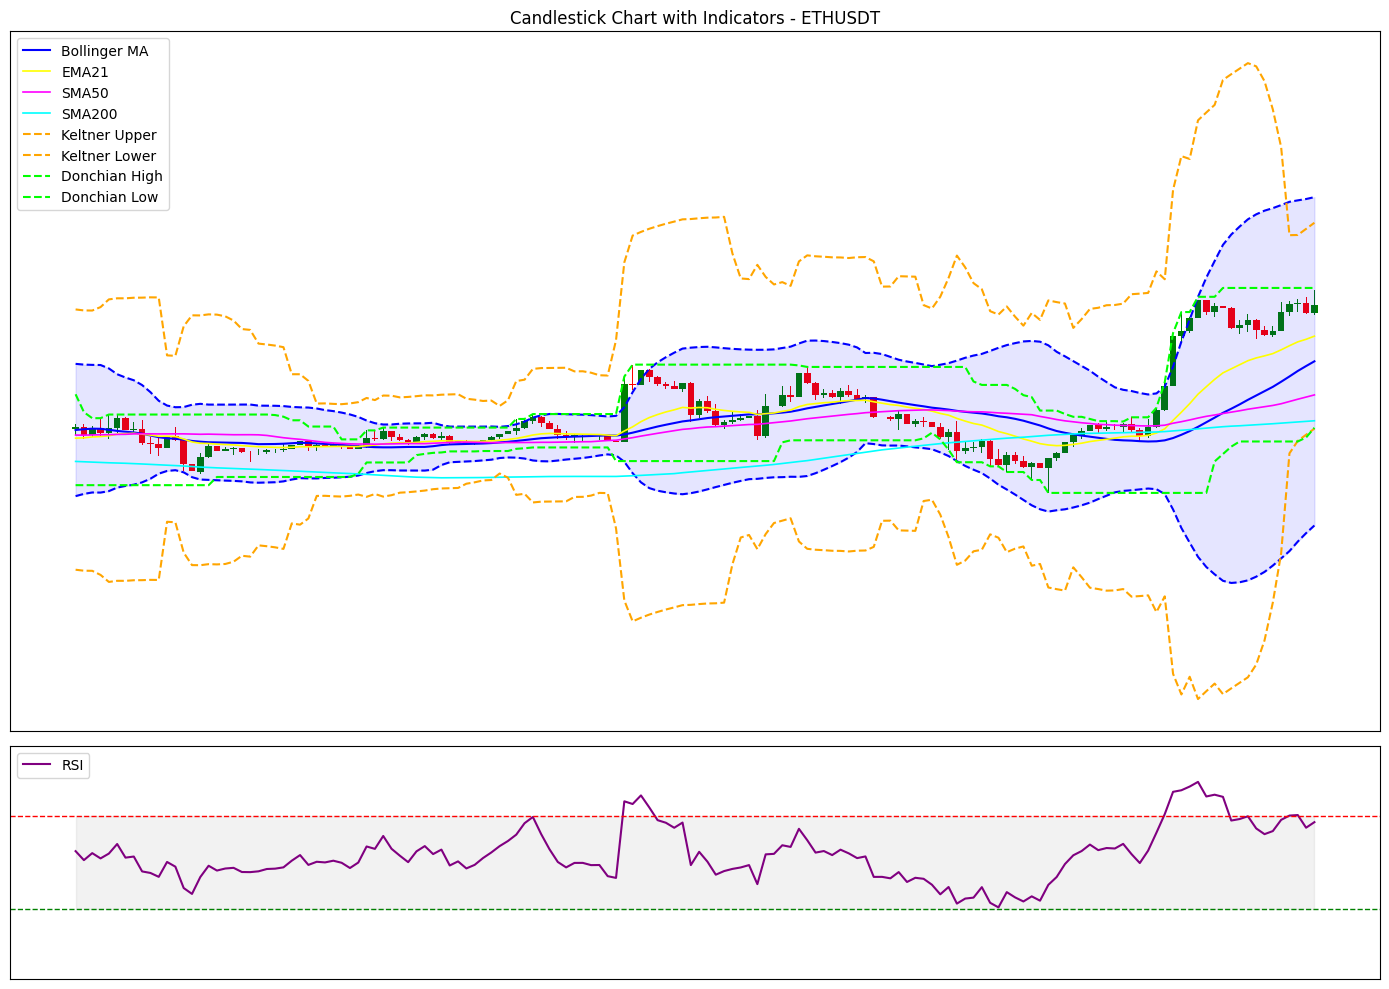 Candlestick Chart with Indicators - ETHUSDT
Bollinger MA
EMA21
SMA50
SMA200
Keltner Upper
Keltner Lower
Donchian High
Donchian Low
RSI